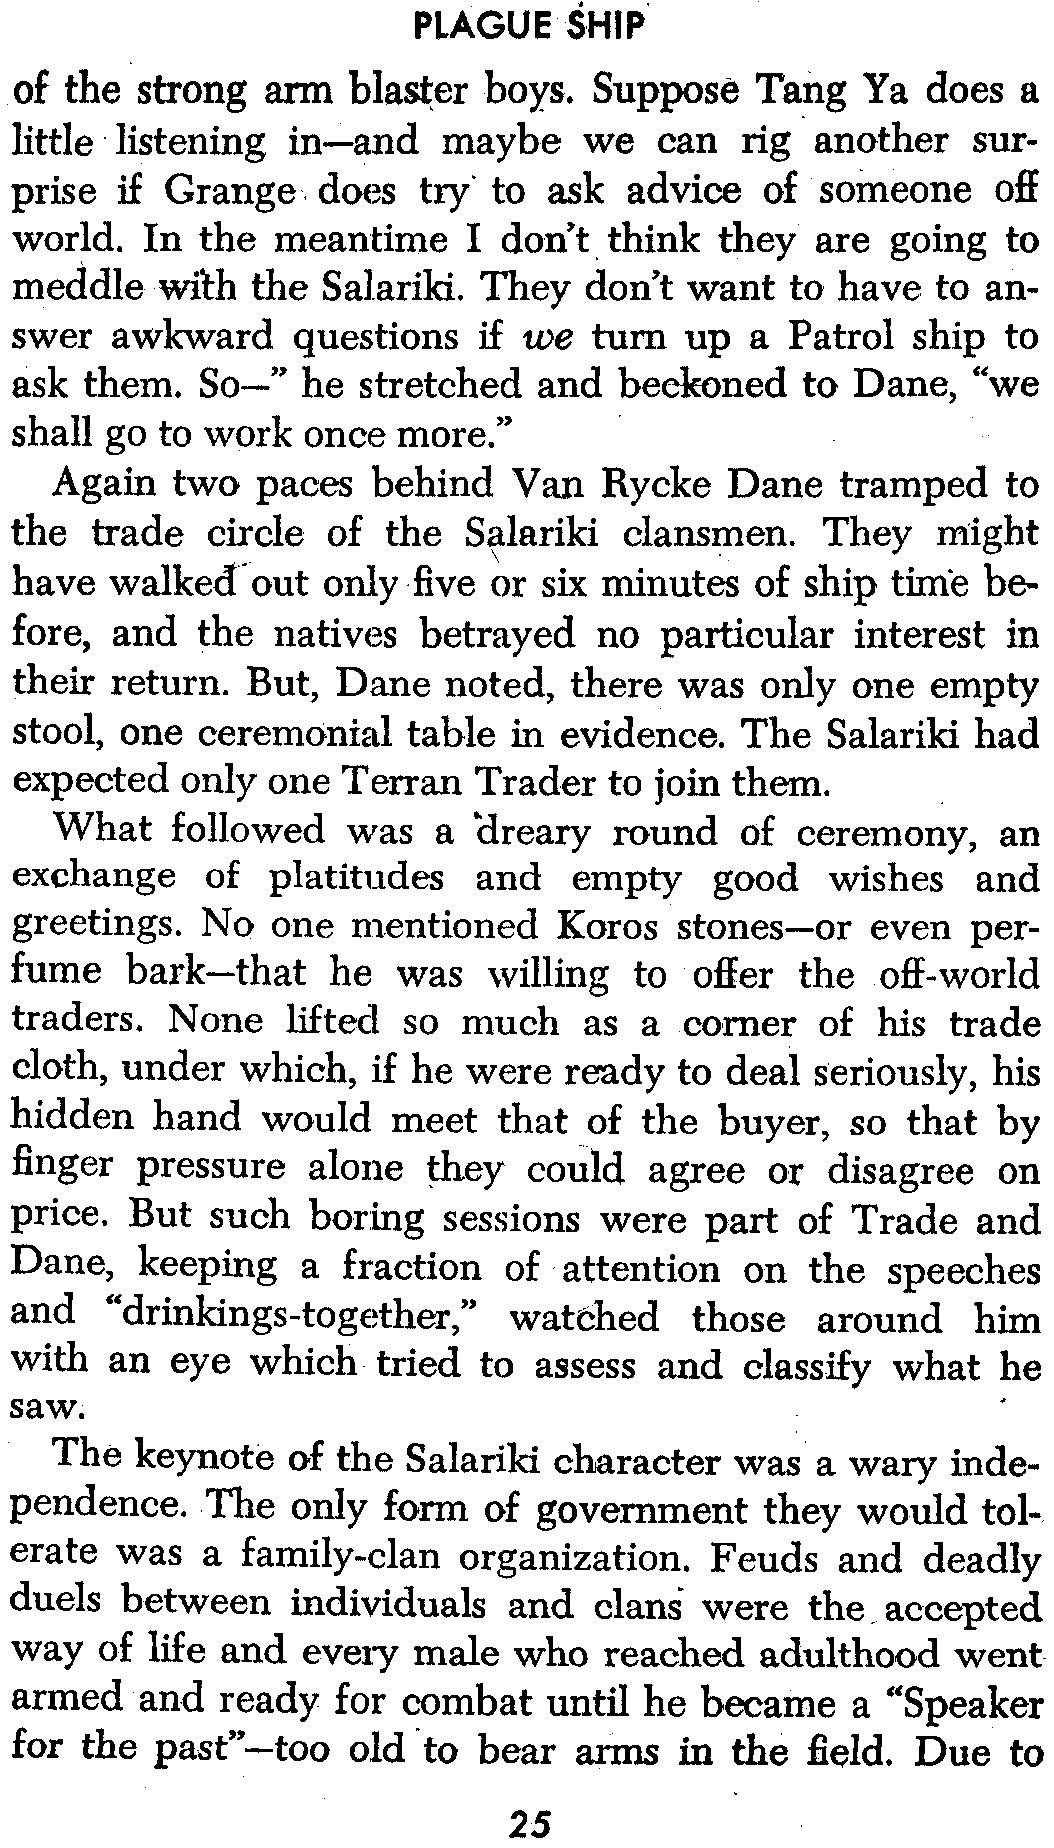 PLAGUE SHIP
of the strong arm blaster boys. Suppose Tang Ya does a
little listening in—and maybe we can rig another sur-
prise if Grange does try to ask advice of someone off
world. In the meantime I don't think they are going to
meddle with the Salariki. They don't want to have to an-
swer awkward questions if we turn up a Patrol ship to
ask them. So—” he stretched and beckoned to Dane, “we
shall go to work once more.”
Again two paces behind Van Rycke Dane tramped to
the trade circle of the Salariki clansmen. They might
have walked out only five or six minutes of ship time be-
fore, and the natives betrayed no particular interest in
their return. But, Dane noted, there was only one empty
stool, one ceremonial table in evidence. The Salariki had
expected only one Terran Trader to join them.
What followed was a dreary round of ceremony, an
exchange of platitudes and empty good wishes and
greetings. No one mentioned Koros stones—or even per-
fume bark—that he was willing to offer the off-world
traders. None lifted so much as a corner of his trade
cloth, under which, if he were ready to deal seriously, his
hidden hand would meet that of the buyer, so that by
finger pressure alone they could agree or disagree on
price. But such boring sessions were part of Trade and
Dane, keeping a fraction of attention on the speeches
and “drinkings-together,” watched those around him
with an eye which tried to assess and classify what he
saw.
The keynote of the Salariki character was a wary inde-
pendence. The only form of government they would tol-
erate was a family-clan organization. Feuds and deadly
duels between individuals and clans were the accepted
way of life and every male who reached adulthood went
armed and ready for combat until he became a “Speaker
for the past”—too old to bear arms in the field. Due to
25